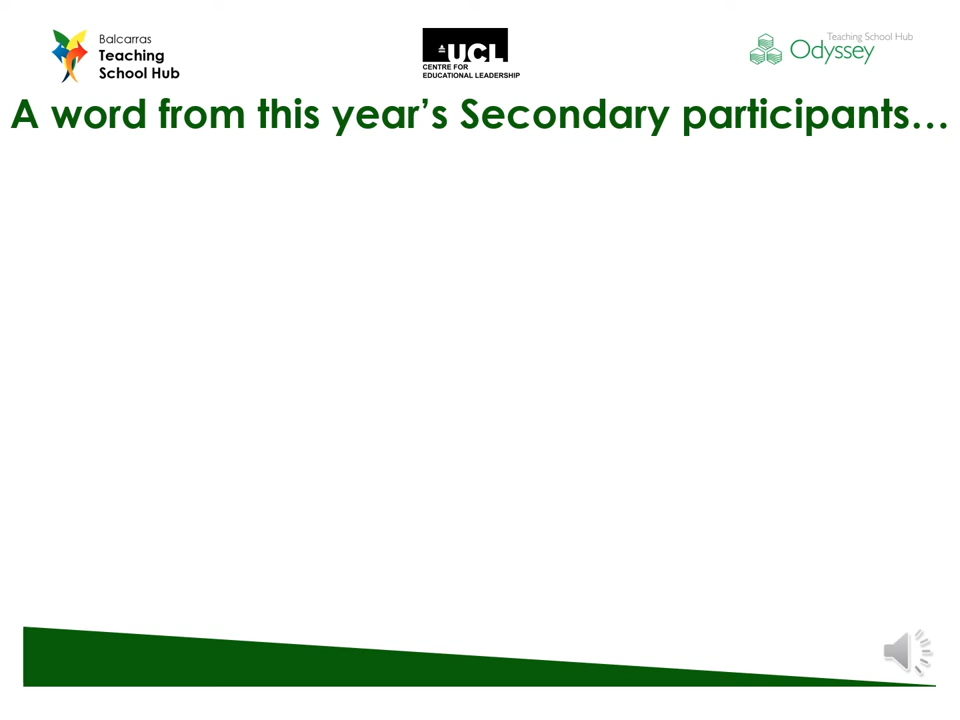 Balcarras
Teaching
School Hub
UCL
CENTRE FOR
EDUCATIONAL LEADERSHIP
Teaching School Hub
Odyssey
A word from this year’s Secondary participants…